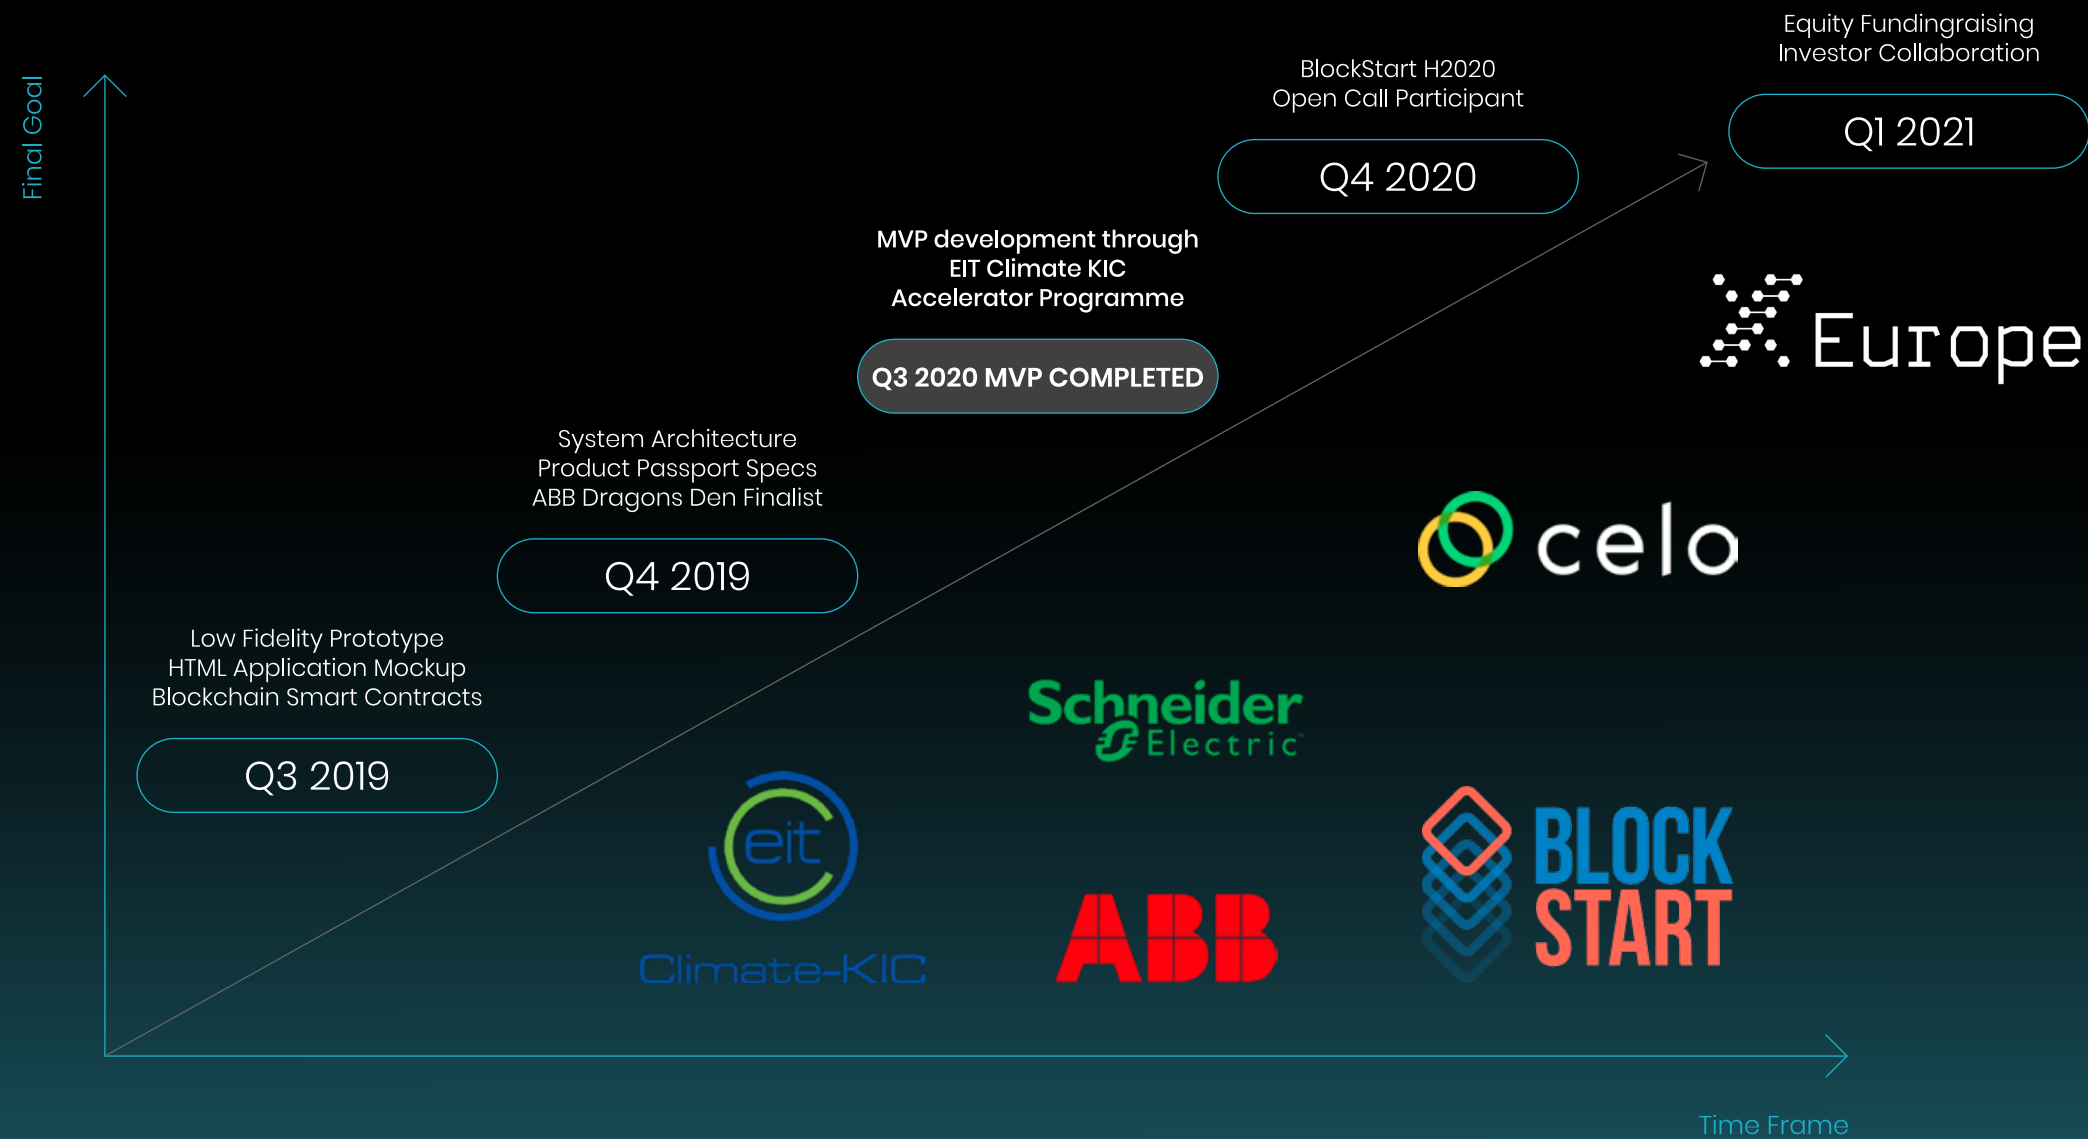 Final Goal
Equity Fundingraising
Investor Collaboration
Q1 2021
BlockStart H2020
Open Call Participant
Q4 2020
MVP development through
EIT Climate KIC
Accelerator Programme
Q3 2020 MVP COMPLETED
System Architecture
Product Passport Specs
ABB Dragons Den Finalist
Q4 2019
Low Fidelity Prototype
HTML Application Mockup
Blockchain Smart Contracts
Q3 2019
X Europe
celo
Schneider
Electric
eit
Climate-KIC
ABB
BLOCK
START
Time Frame